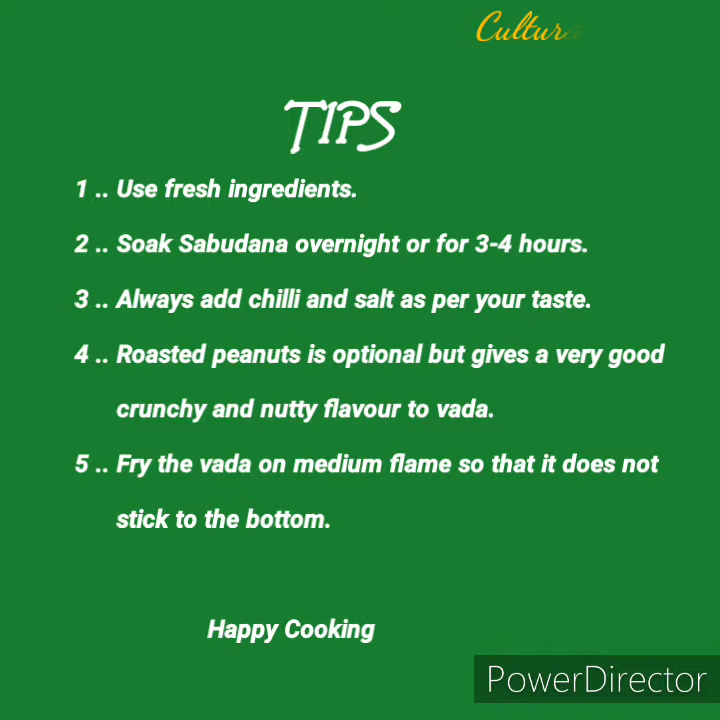 TIPS
1 .. Use fresh ingredients.
2 .. Soak Sabudana overnight or for 3-4 hours.
3 .. Always add chilli and salt as per your taste.
4 .. Roasted peanuts is optional but gives a very good
crunchy and nutty flavour to vada.
5 .. Fry the vada on medium flame so that it does not
stick to the bottom.
Happy Cooking
PowerDirector